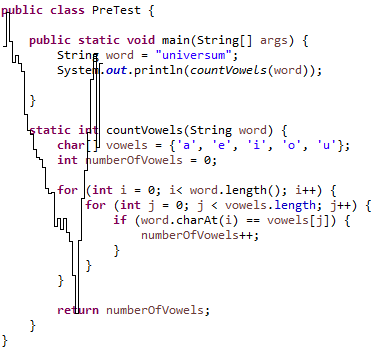 public class PreTest {
public static void main(String[] args) {
String word = "universum";
System.out.println(countVowels(word));
}
static int countVowels(String word) {
char[] vowels = {'a', 'e', 'i', 'o', 'u'};
int numberOfVowels = 0;
for (int i = 0; i< word.length(); i++) {
for (int j = 0; j < vowels.length; j++) {
if (word.charAt(i) == vowels[j]) {
numberOfVowels++;
}
}
}
return numberOfVowels;
}
}